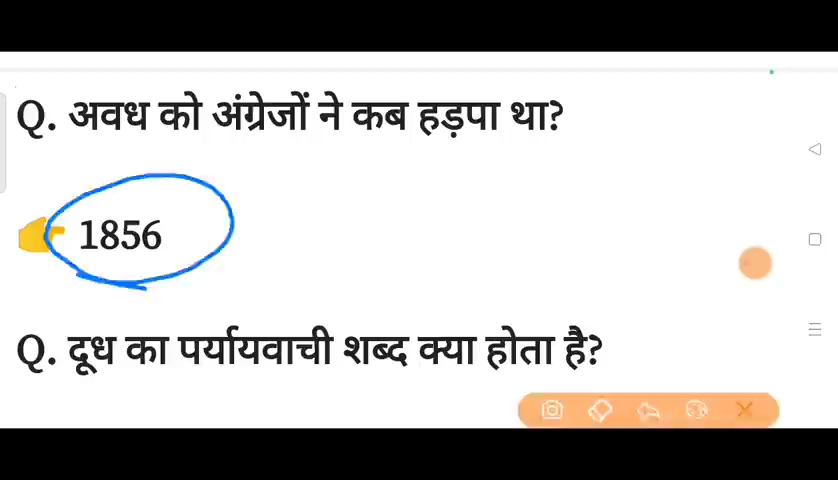 Q. अवध को अंग्रेजों ने कब हड़पा था?
1856
Q. दूध का पर्यायवाची शब्द क्या होता है?